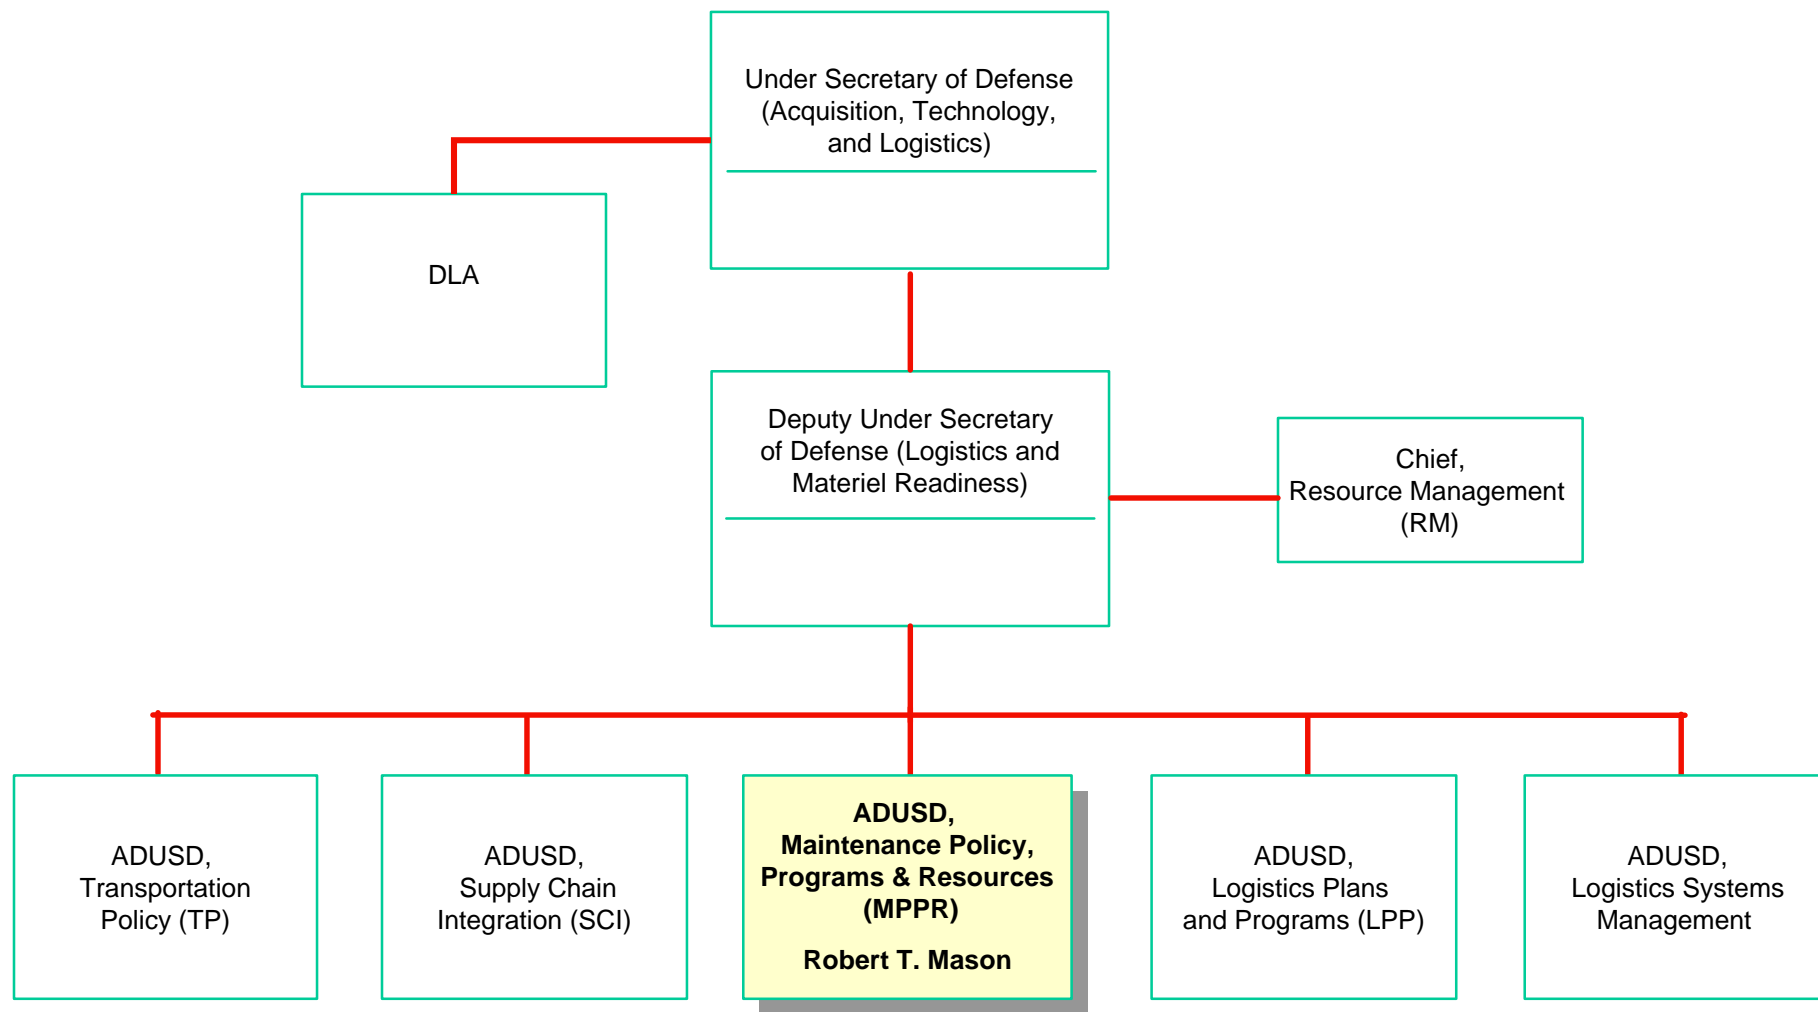 Under Secretary of Defense
(Acquisition, Technology,
and Logistics)
DLA
Deputy Under Secretary
of Defense (Logistics and
Materiel Readiness)
Chief,
Resource Management
(RM)
ADUSD,
Transportation
Policy (TP)
ADUSD,
Supply Chain
Integration (SCI)
ADUSD,
Maintenance Policy,
Programs & Resources
(MPPR)
Robert T. Mason
ADUSD,
Logistics Plans
and Programs (LPP)
ADUSD,
Logistics Systems
Management